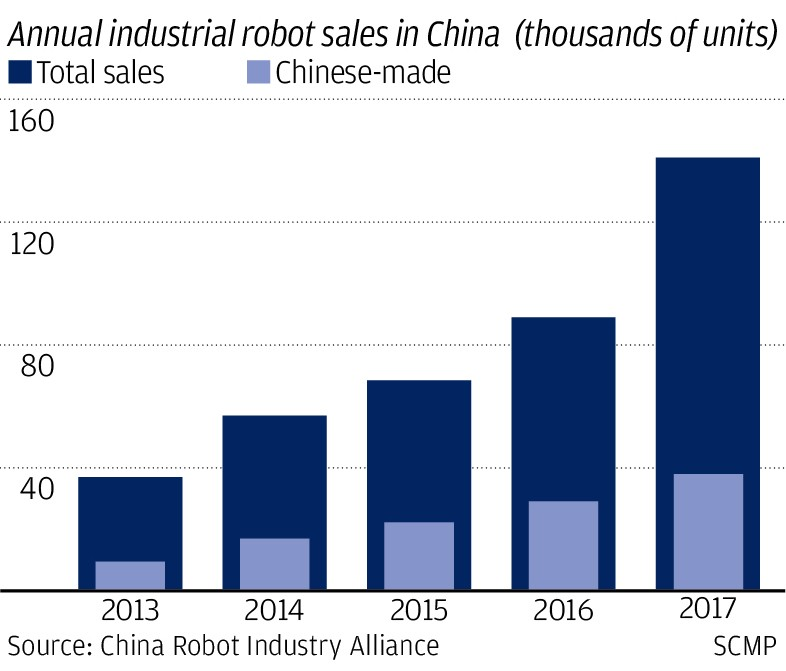 Annual industrial robot sales in China (thousands of units)
Total sales Chinese-made
160
120
80
40
2013 2014 2015 2016 2017
Source: China Robot Industry Alliance SCMP